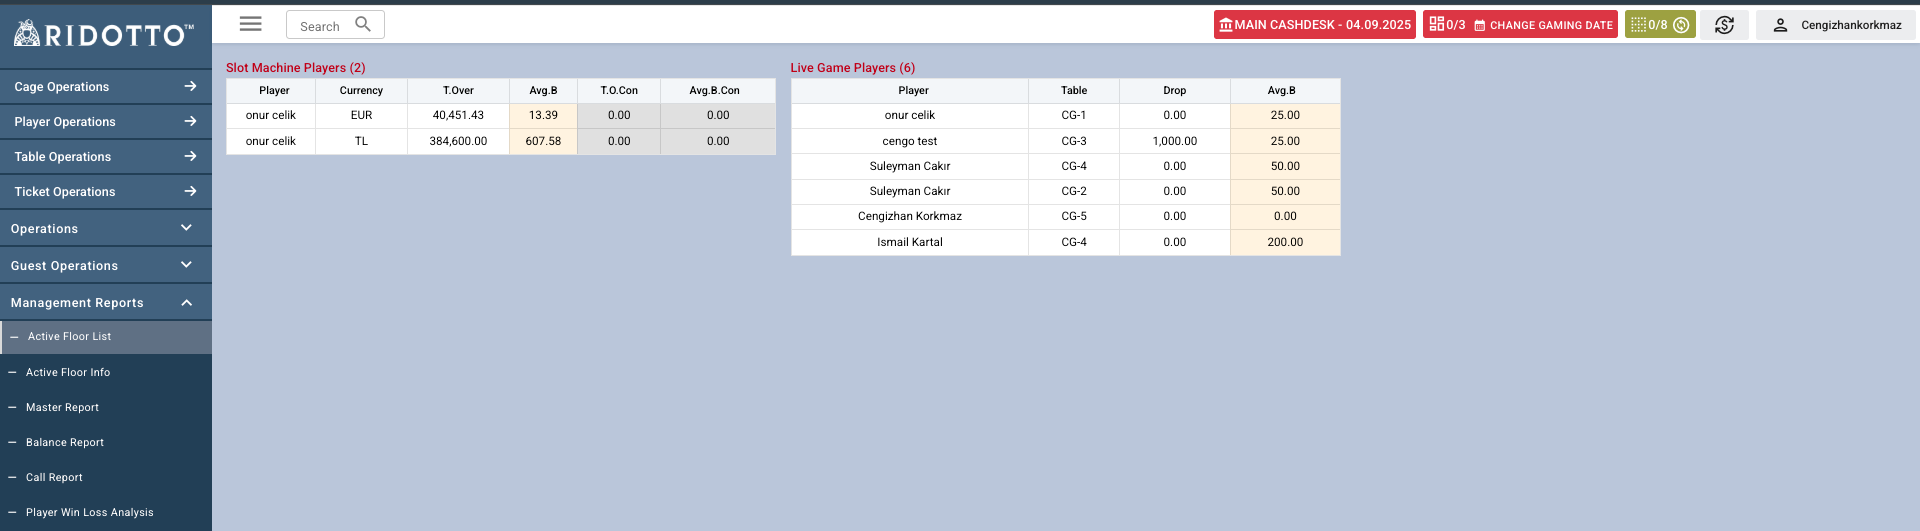 RIDOTTO™
Search
MAIN CASHDESK - 04.09.2025
0/3 CHANGE GAMING DATE
0/8
Cengizhankorkmaz
Cage Operations
Player Operations
Table Operations
Ticket Operations
Operations
Guest Operations
Management Reports
Active Floor List
Active Floor Info
Master Report
Balance Report
Call Report
Player Win Loss Analysis
Slot Machine Players (2)
Player Currency T.Over Avg.B T.O.Con Avg.B.Con
onur celik EUR 40,451.43 13.39 0.00 0.00
onur celik TL 384,600.00 607.58 0.00 0.00
Live Game Players (6)
Player Table Drop Avg.B
onur celik CG-1 0.00 25.00
cengo test CG-3 1,000.00 25.00
Suleyman Cakır CG-4 0.00 50.00
Suleyman Cakır CG-2 0.00 50.00
Cengizhan Korkmaz CG-5 0.00 0.00
Ismail Kartal CG-4 0.00 200.00